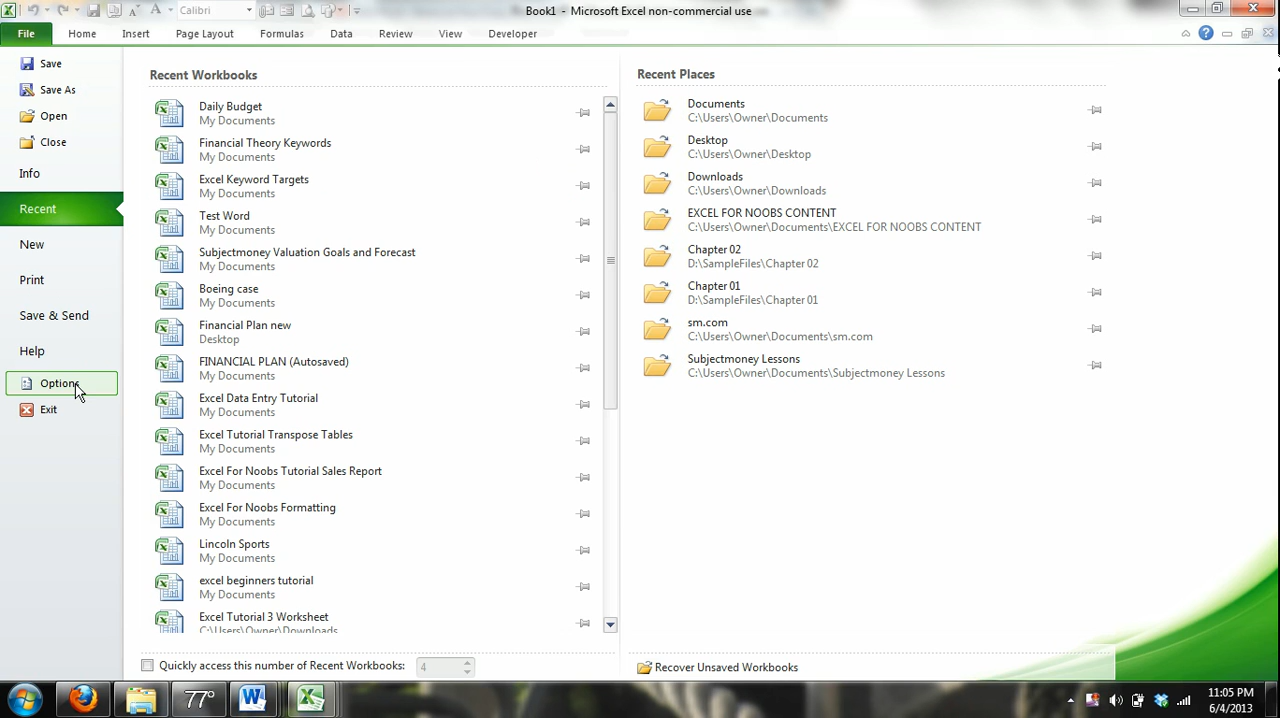 Calibri
Book1 - Microsoft Excel non-commercial use
File Home Insert Page Layout Formulas Data Review View Developer
Save
Save As
Open
Close
Info
Recent
New
Print
Save & Send
Help
Options
Exit
Recent Workbooks
Daily Budget
My Documents
Financial Theory Keywords
My Documents
Excel Keyword Targets
My Documents
Test Word
My Documents
Subjectmoney Valuation Goals and Forecast
My Documents
Boeing case
My Documents
Financial Plan new
Desktop
FINANCIAL PLAN (Autosaved)
My Documents
Excel Data Entry Tutorial
My Documents
Excel Tutorial Transpose Tables
My Documents
Excel For Noobs Tutorial Sales Report
My Documents
Excel For Noobs Formatting
My Documents
Lincoln Sports
My Documents
excel beginners tutorial
My Documents
Excel Tutorial 3 Worksheet
C:\Users\Owner\Downloads
Quickly access this number of Recent Workbooks: 4
Recent Places
Documents
C:\Users\Owner\Documents
Desktop
C:\Users\Owner\Desktop
Downloads
C:\Users\Owner\Downloads
EXCEL FOR NOOBS CONTENT
C:\Users\Owner\Documents\EXCEL FOR NOOBS CONTENT
Chapter 02
D:\SampleFiles\Chapter 02
Chapter 01
D:\SampleFiles\Chapter 01
sm.com
C:\Users\Owner\Documents\sm.com
Subjectmoney Lessons
C:\Users\Owner\Documents\Subjectmoney Lessons
Recover Unsaved Workbooks
77°
11:05 PM
6/4/2013